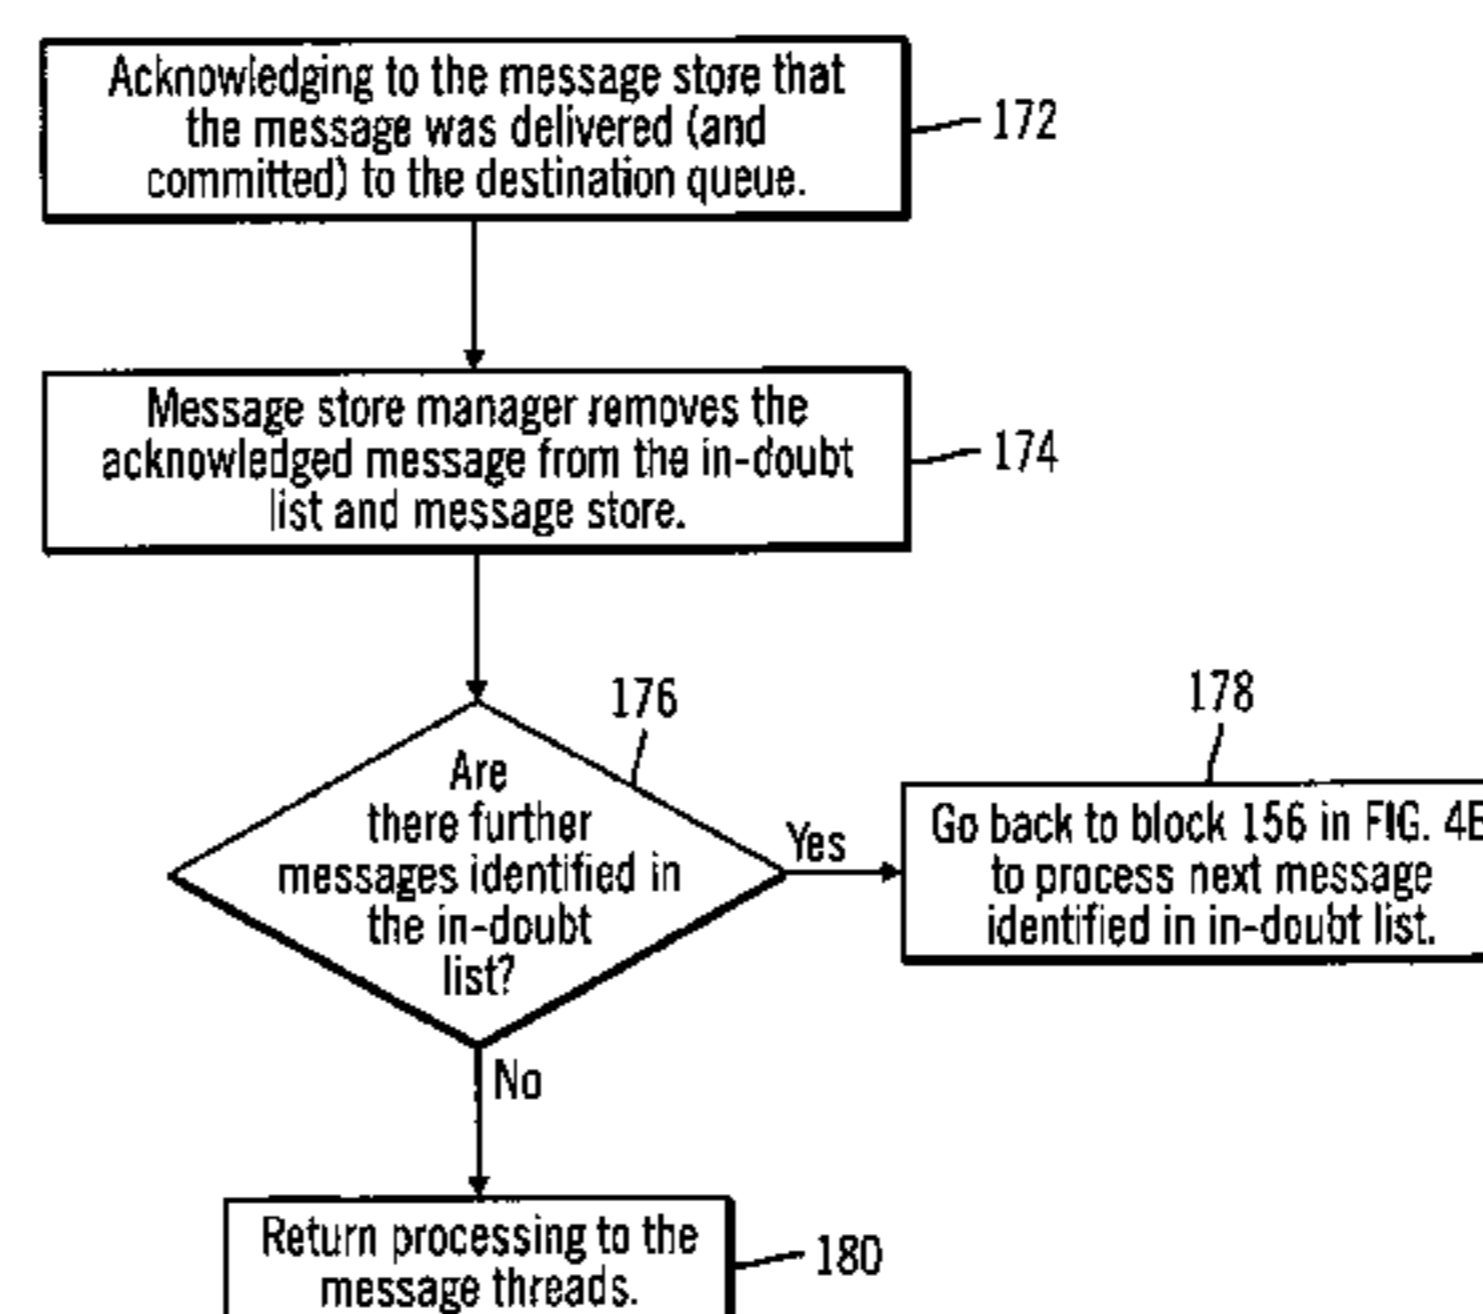 Acknowledging to the message store that
the message was delivered (and
committed) to the destination queue.
172
Message store manager removes the
acknowledged message from the in-doubt
list and message store.
174
176
Are
there further
messages identified in
the in-doubt
list?
Yes
178
Go back to block 156 in FIG.
to process next message
identified in in-doubt list.
No
Return processing to the
message threads.
180